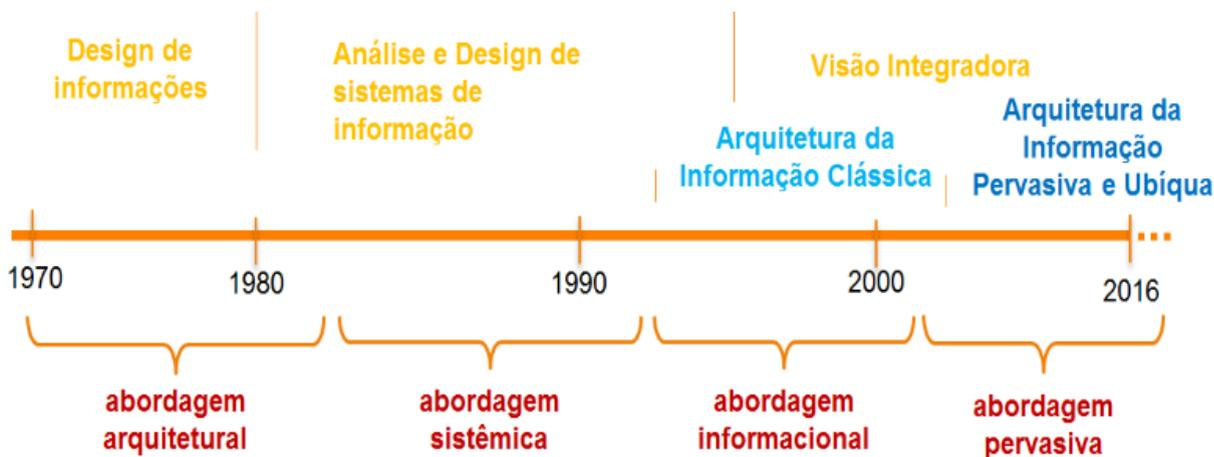 Design de
informações
Análise e Design de
sistemas de
informação
Visão Integradora
Arquitetura da
Informação Clássica
Arquitetura da
Informação
Pervasiva e Ubíqua
1970
1980
1990
2000
2016
abordagem
arquitetural
abordagem
sistêmica
abordagem
informacional
abordagem
pervasiva